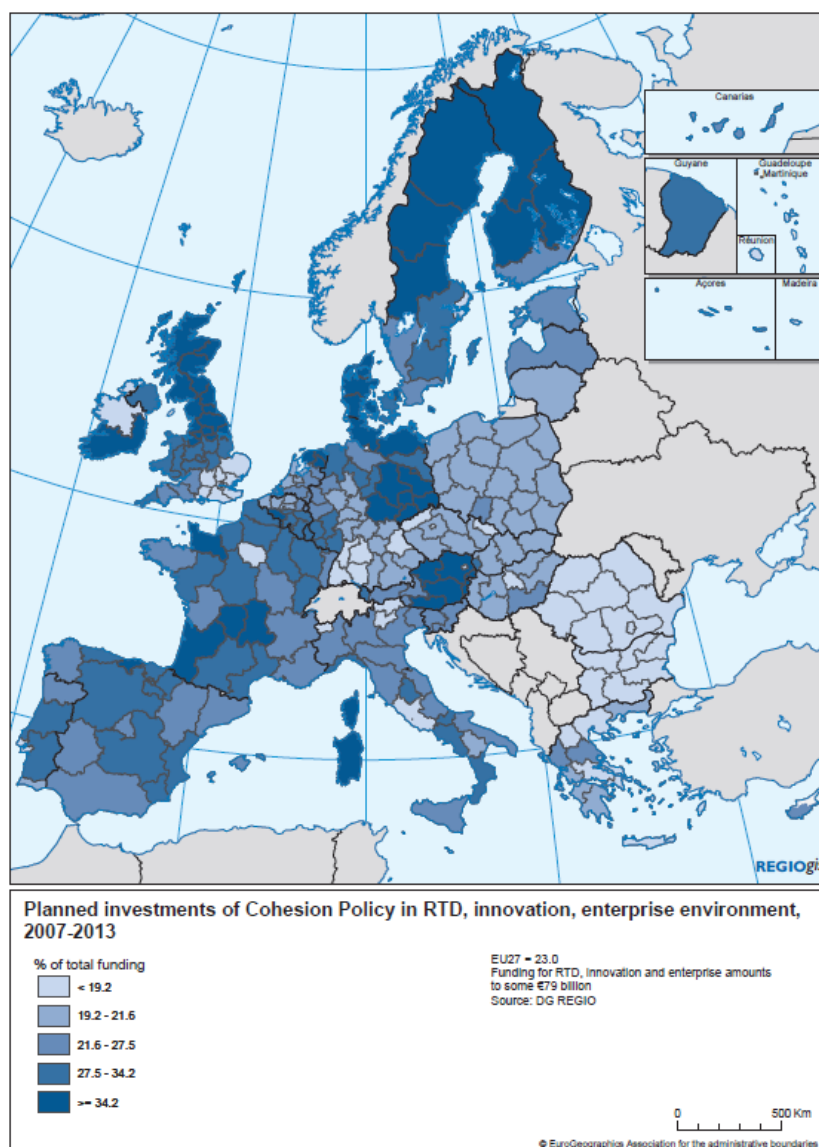 Canarias
Guyane
Guadeloupe
Martinique
Réunion
Açores
Madeira
REGIOgis
Planned investments of Cohesion Policy in RTD, innovation, enterprise environment,
2007-2013
% of total funding
< 19.2
19.2 - 21.6
21.6 - 27.5
27.5 - 34.2
>= 34.2
EU27 = 23.0
Funding for RTD, innovation and enterprise amounts
to some €79 billion
Source: DG REGIO
0 500 Km
© EuroGeographics Association for the administrative boundaries